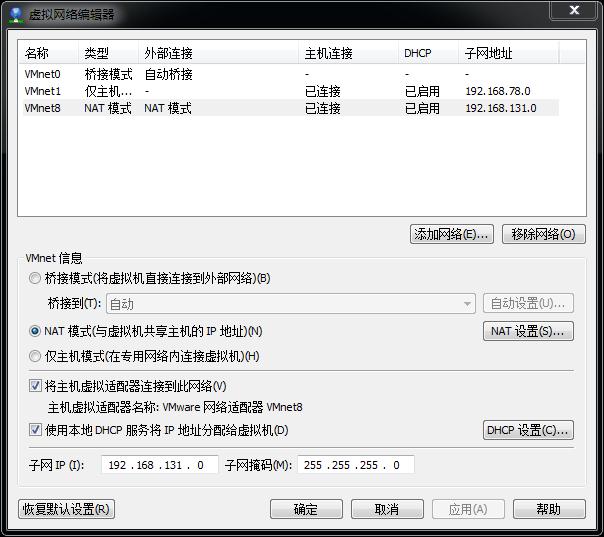 虚拟网络编辑器
名称 类型 外部连接 主机连接 DHCP 子网地址
VMnet0 桥接模式 自动桥接 - - -
VMnet1 仅主机... - 已连接 已启用 192.168.78.0
VMnet8 NAT 模式 NAT 模式 已连接 已启用 192.168.131.0
添加网络(E)... 移除网络(O)
VMnet 信息
桥接模式(将虚拟机直接连接到外部网络)(B)
桥接到(T): 自动 自动设置(U)...
NAT 模式(与虚拟机共享主机的 IP 地址)(N) NAT 设置(S)...
仅主机模式(在专用网络内连接虚拟机)(H)
将主机虚拟适配器连接到此网络(V)
主机虚拟适配器名称: VMware 网络适配器 VMnet8
使用本地 DHCP 服务将 IP 地址分配给虚拟机(D) DHCP 设置(C)...
子网 IP (I): 192 . 168 . 131 . 0 子网掩码(M): 255 . 255 . 255 . 0
恢复默认设置(R) 确定 取消 应用(A) 帮助